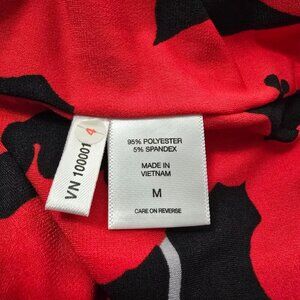 VN 100001
4
95% POLYESTER
5% SPANDEX
MADE IN
VIETNAM
M
CARE ON REVERSE